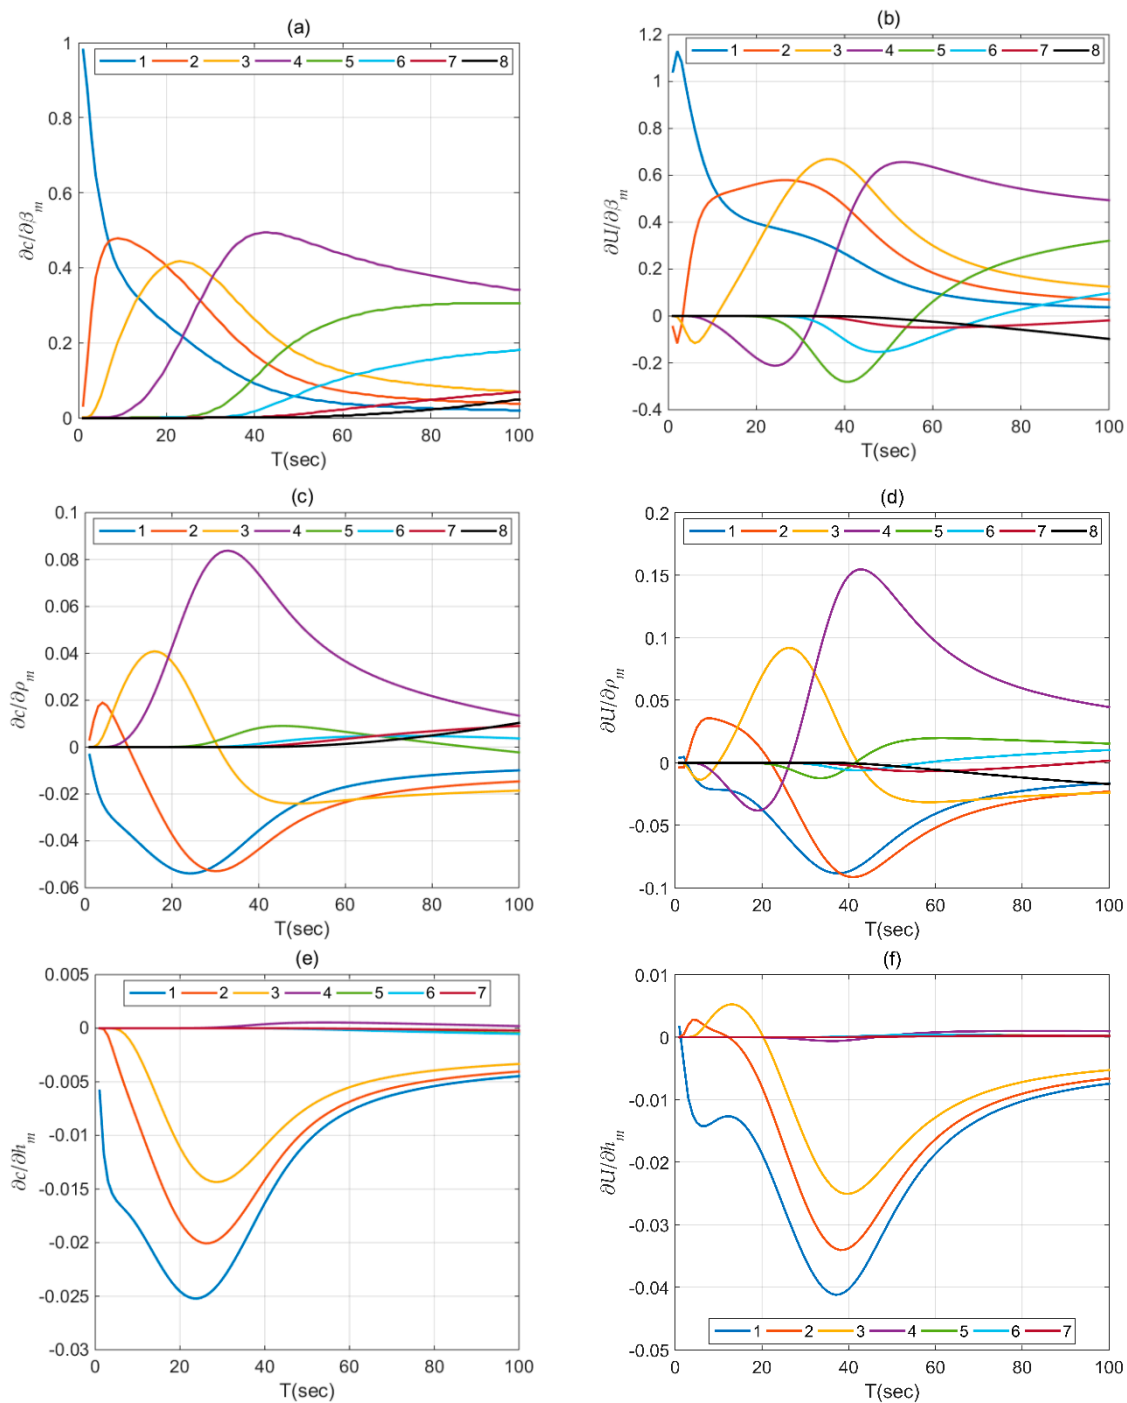 (a)
∂c/∂β_m
1 2 3 4 5 6 7 8
1
0.8
0.6
0.4
0.2
0
0 20 40 60 80 100
T(sec)
(b)
∂U/∂β_m
1 2 3 4 5 6 7 8
1.2
1
0.8
0.6
0.4
0.2
0
-0.2
-0.4
0 20 40 60 80 100
T(sec)
(c)
∂c/∂ρ_m
1 2 3 4 5 6 7 8
0.1
0.08
0.06
0.04
0.02
0
-0.02
-0.04
-0.06
0 20 40 60 80 100
T(sec)
(d)
∂U/∂ρ_m
1 2 3 4 5 6 7 8
0.2
0.15
0.1
0.05
0
-0.05
-0.1
0 20 40 60 80 100
T(sec)
(e)
∂c/∂h_m
1 2 3 4 5 6 7
0.005
0
-0.005
-0.01
-0.015
-0.02
-0.025
-0.03
0 20 40 60 80 100
T(sec)
(f)
∂U/∂h_m
0.01
0
-0.01
-0.02
-0.03
-0.04
-0.05
1 2 3 4 5 6 7
0 20 40 60 80 100
T(sec)